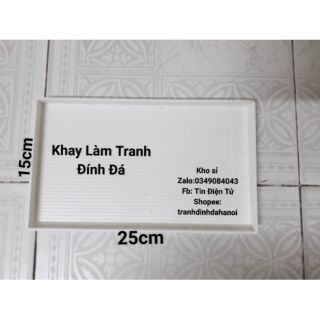 15cm
Khay Làm Tranh
Đính Đá
Kho sỉ
Zalo:0349084043
Fb: Tin Điện Tử
Shopee:
tranhdinhdahanoi
25cm